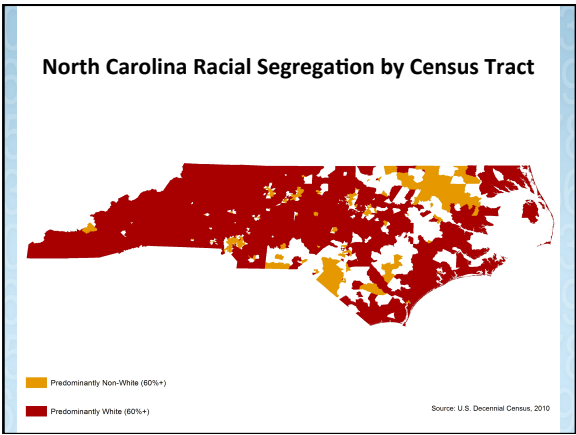 North Carolina Racial Segregation by Census Tract
Predominantly Non-White (60%+)
Predominantly White (60%+)
Source: U.S. Decennial Census, 2010